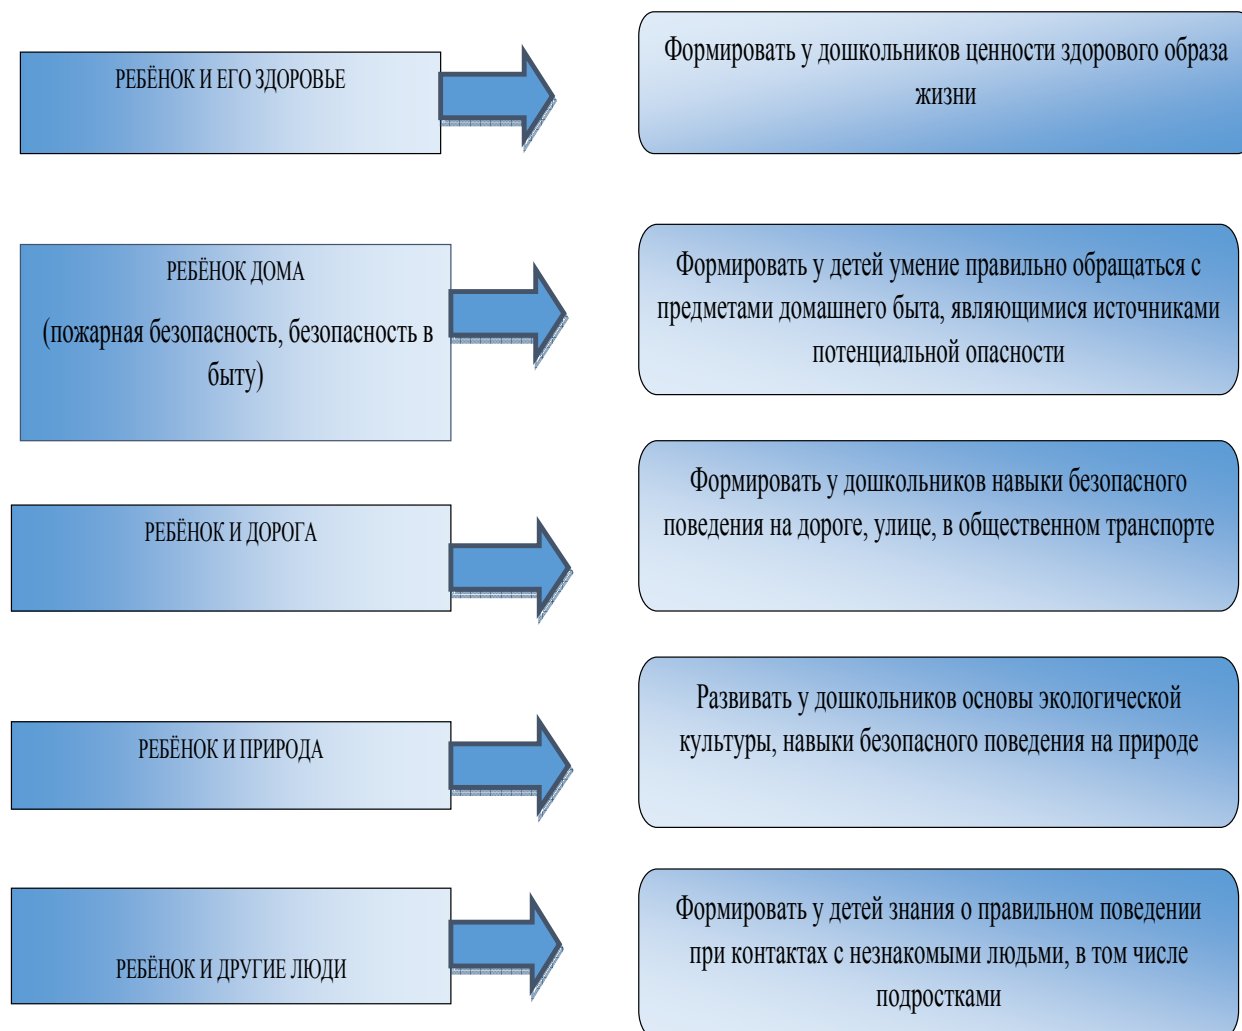 РЕБЁНОК И ЕГО ЗДОРОВЬЕ
Формировать у дошкольников ценности здорового образа
жизни
РЕБЁНОК ДОМА
(пожарная безопасность, безопасность в
быту)
Формировать у детей умение правильно обращаться с
предметами домашнего быта, являющимися источниками
потенциальной опасности
РЕБЁНОК И ДОРОГА
Формировать у дошкольников навыки безопасного
поведения на дороге, улице, в общественном транспорте
РЕБЁНОК И ПРИРОДА
Развивать у дошкольников основы экологической
культуры, навыки безопасного поведения на природе
РЕБЁНОК И ДРУГИЕ ЛЮДИ
Формировать у детей знания о правильном поведении
при контактах с незнакомыми людьми, в том числе
подростками